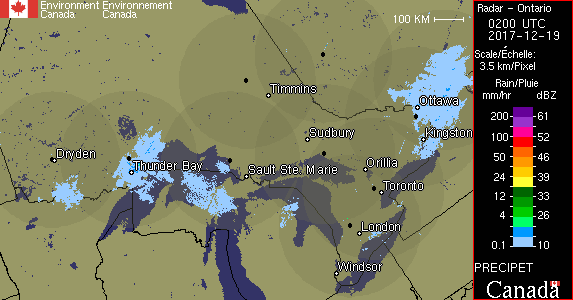 Environment Environnement
Canada Canada
100 KM
Radar - Ontario
0200 UTC
2017-12-19
Scale/Échelle:
3.5 km/Pixel
Rain/Pluie
mm/hr dBZ
200 61
100 52
50 46
24 39
12 33
4 26
0.1 10
PRECIPET
Canada
Timmins
Ottawa
Sudbury
Kingston
Dryden
Thunder Bay
Sault Ste. Marie
Orillia
Toronto
London
Windsor